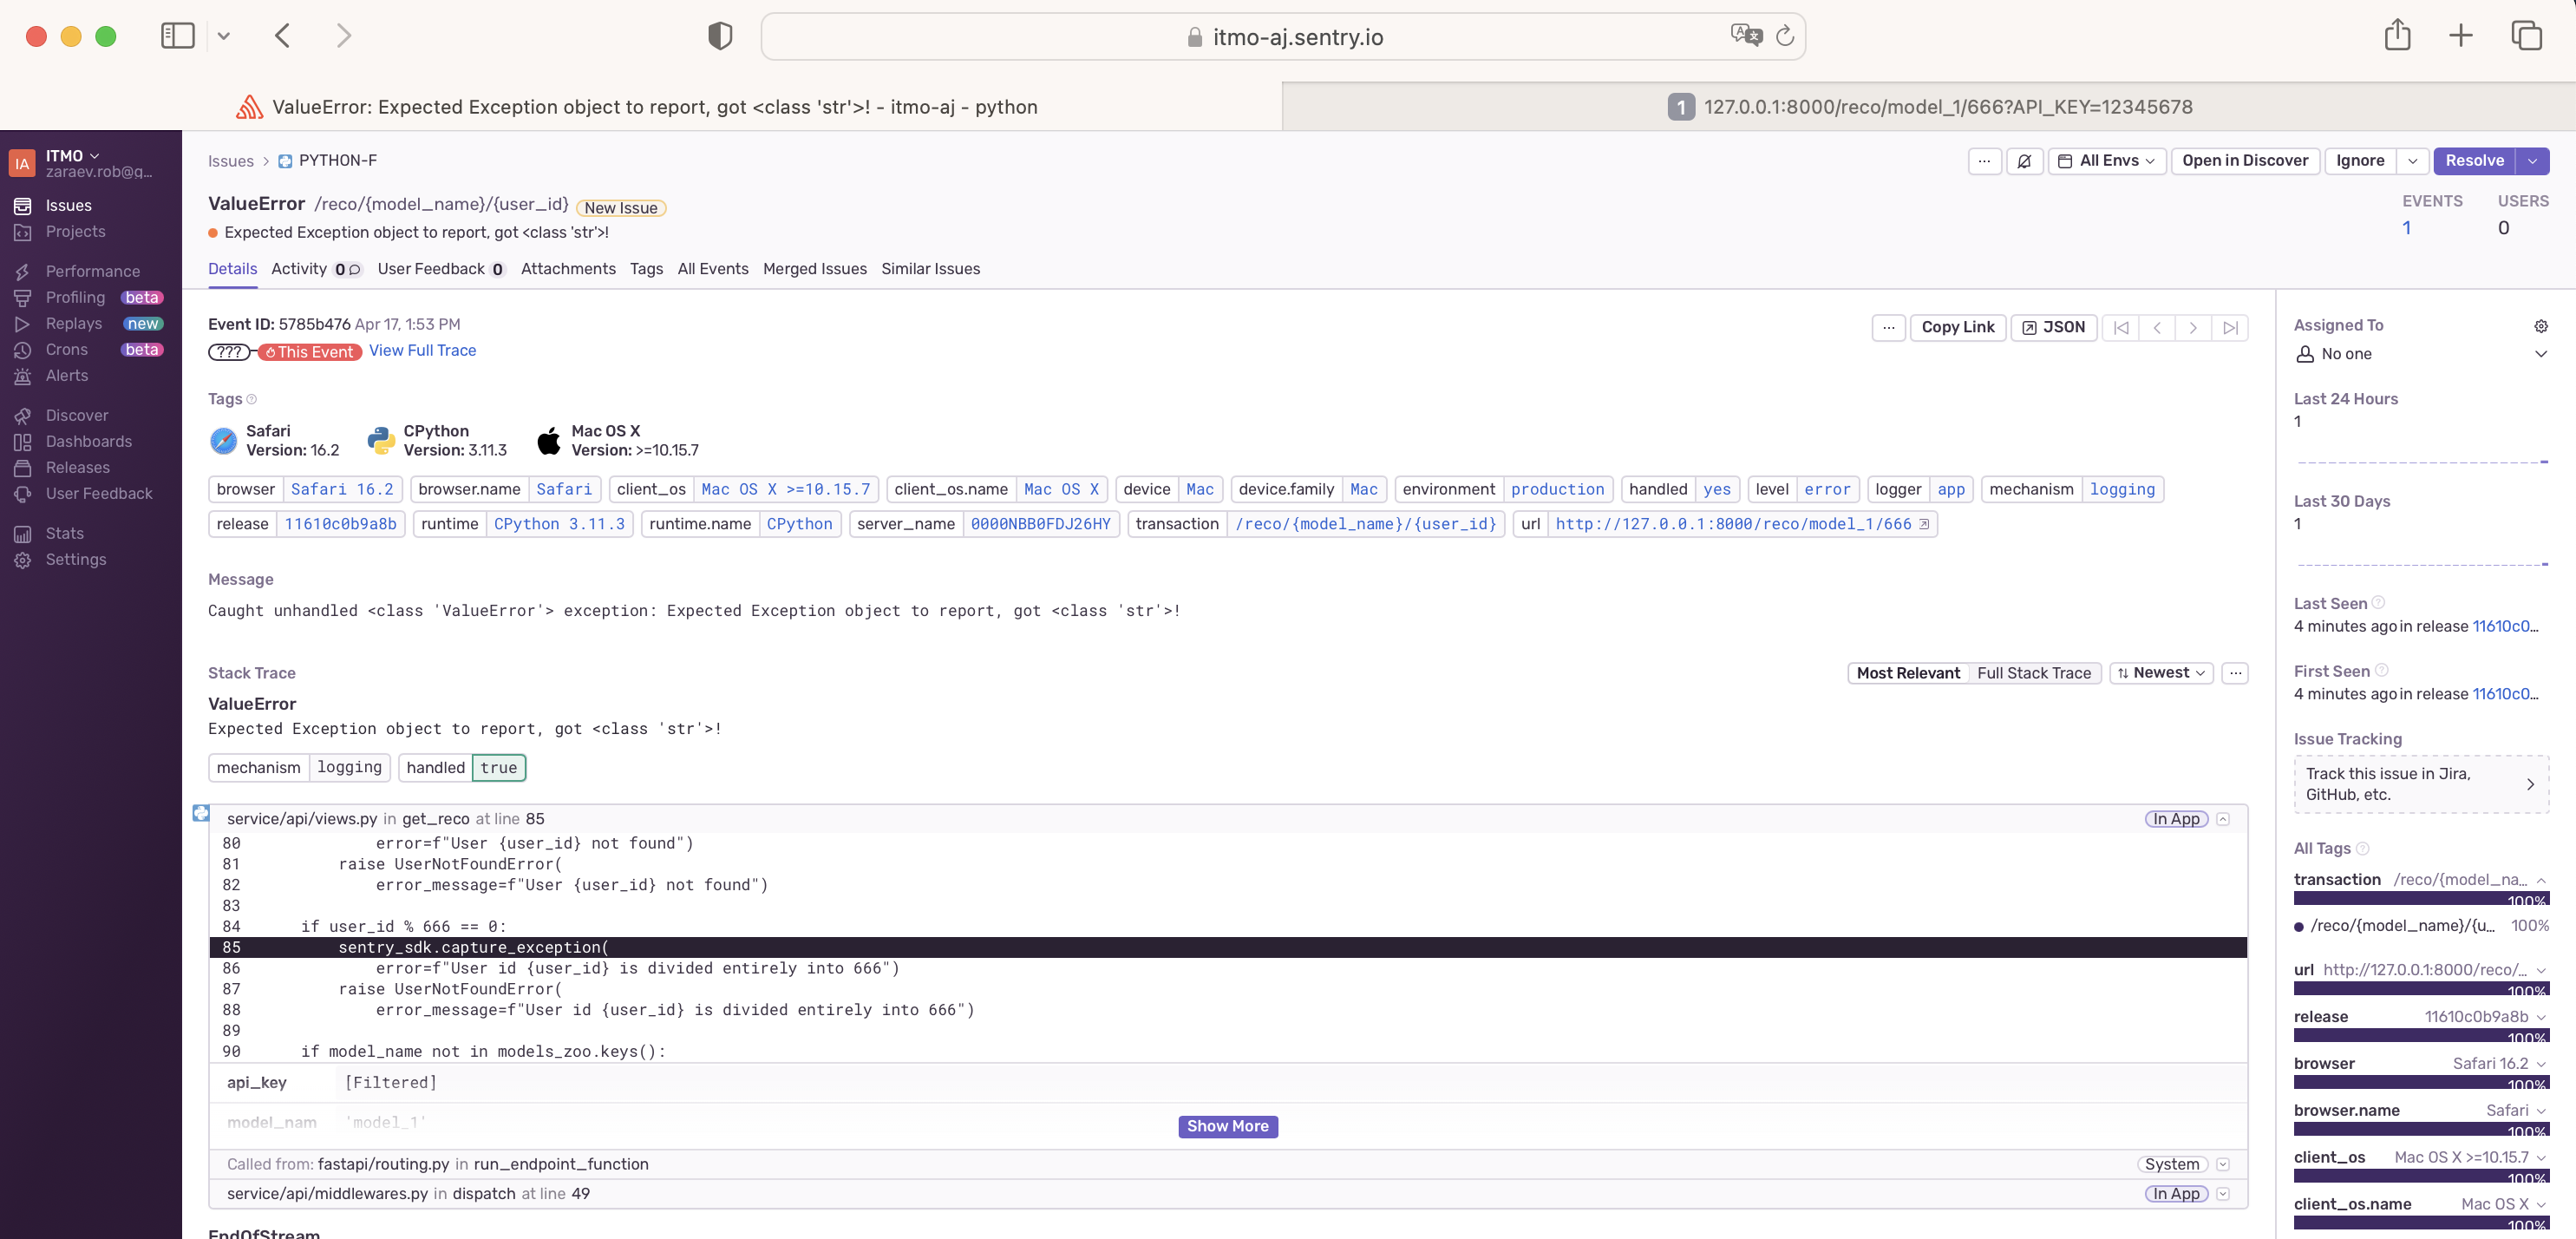 itmo-aj.sentry.io
ValueError: Expected Exception object to report, got <class 'str'>! - itmo-aj - python
1 127.0.0.1:8000/reco/model_1/666?API_KEY=12345678
IA ITMO
zaraev.rob@g...
Issues
Projects
Performance
Profiling beta
Replays new
Crons beta
Alerts
Discover
Dashboards
Releases
User Feedback
Stats
Settings
Issues > PYTHON-F
... All Envs Open in Discover Ignore Resolve
ValueError /reco/{model_name}/{user_id} New Issue
Expected Exception object to report, got <class 'str'>!
EVENTS USERS
1 0
Details Activity 0 User Feedback 0 Attachments Tags All Events Merged Issues Similar Issues
Event ID: 5785b476 Apr 17, 1:53 PM
??? This Event View Full Trace
... Copy Link JSON
Tags
Safari
Version: 16.2
CPython
Version: 3.11.3
Mac OS X
Version: >=10.15.7
browser Safari 16.2 browser.name Safari client_os Mac OS X >=10.15.7 client_os.name Mac OS X device Mac device.family Mac environment production handled yes level error logger app mechanism logging
release 11610c0b9a8b runtime CPython 3.11.3 runtime.name CPython server_name 0000NBB0FDJ26HY transaction /reco/{model_name}/{user_id} url http://127.0.0.1:8000/reco/model_1/666
Message
Caught unhandled <class 'ValueError'> exception: Expected Exception object to report, got <class 'str'>!
Stack Trace
Most Relevant Full Stack Trace Newest ...
ValueError
Expected Exception object to report, got <class 'str'>!
mechanism logging handled true
service/api/views.py in get_reco at line 85 In App
80 error=f"User {user_id} not found")
81 raise UserNotFoundError(
82 error_message=f"User {user_id} not found")
83
84 if user_id % 666 == 0:
85 sentry_sdk.capture_exception(
86 error=f"User id {user_id} is divided entirely into 666")
87 raise UserNotFoundError(
88 error_message=f"User id {user_id} is divided entirely into 666")
89
90 if model_name not in models_zoo.keys():
api_key [Filtered]
model_nam 'model_1'
Show More
Called from: fastapi/routing.py in run_endpoint_function System
service/api/middlewares.py in dispatch at line 49 In App
EndOfStream
Assigned To
No one
Last 24 Hours
1
Last 30 Days
1
Last Seen
4 minutes ago in release 11610c0...
First Seen
4 minutes ago in release 11610c0...
Issue Tracking
Track this issue in Jira,
GitHub, etc.
All Tags
transaction /reco/{model_na...
100%
/reco/{model_name}/{u... 100%
url http://127.0.0.1:8000/reco/...
100%
release 11610c0b9a8b
100%
browser Safari 16.2
100%
browser.name Safari
100%
client_os Mac OS X >=10.15.7
100%
client_os.name Mac OS X
100%